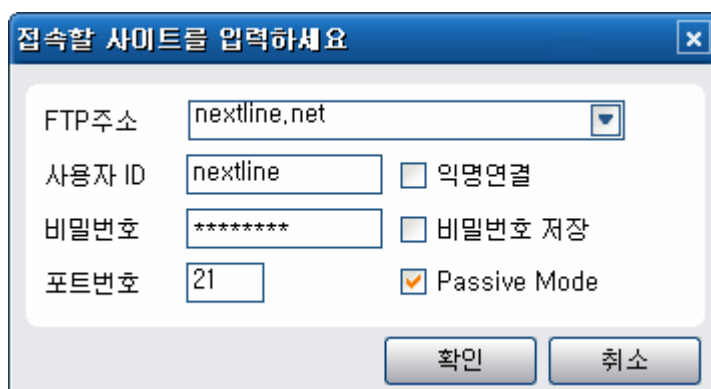 접속할 사이트를 입력하세요
FTP주소 nextline.net
사용자 ID nextline 익명연결
비밀번호 ******** 비밀번호 저장
포트번호 21 Passive Mode
확인 취소